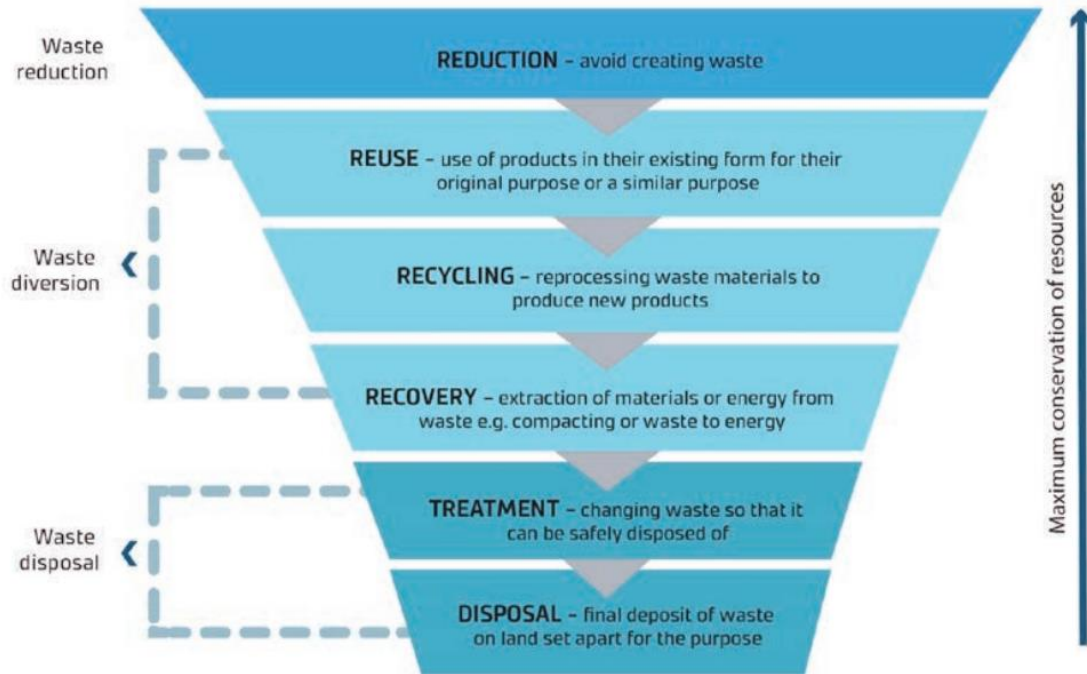 Waste
reduction
REDUCTION – avoid creating waste
REUSE – use of products in their existing form for their
original purpose or a similar purpose
Waste
diversion
RECYCLING – reprocessing waste materials to
produce new products
RECOVERY – extraction of materials or energy from
waste e.g. compacting or waste to energy
Waste
disposal
TREATMENT – changing waste so that it
can be safely disposed of
DISPOSAL – final deposit of waste
on land set apart for the purpose
Maximum conservation of resources